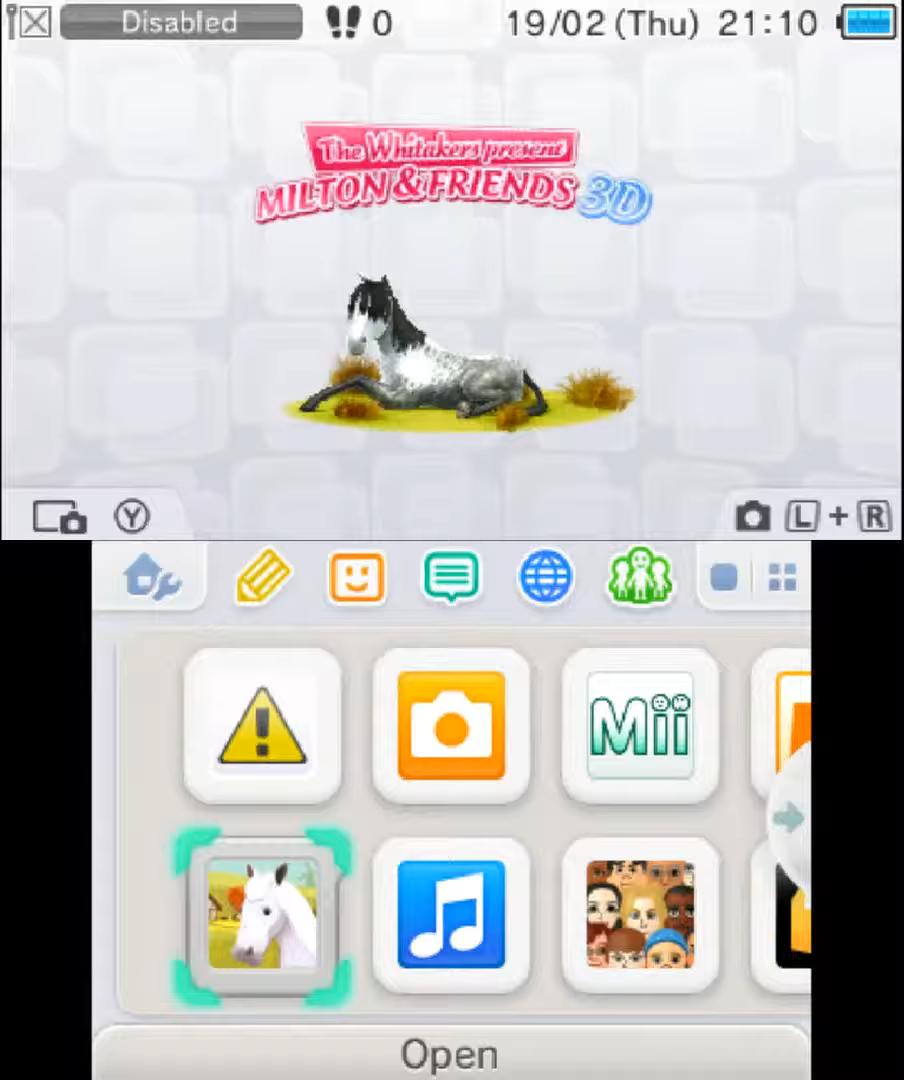 Disabled 0 19/02 (Thu) 21:10
The Whitakers present
MILTON & FRIENDS 3D
Y L + R
Mii
Open